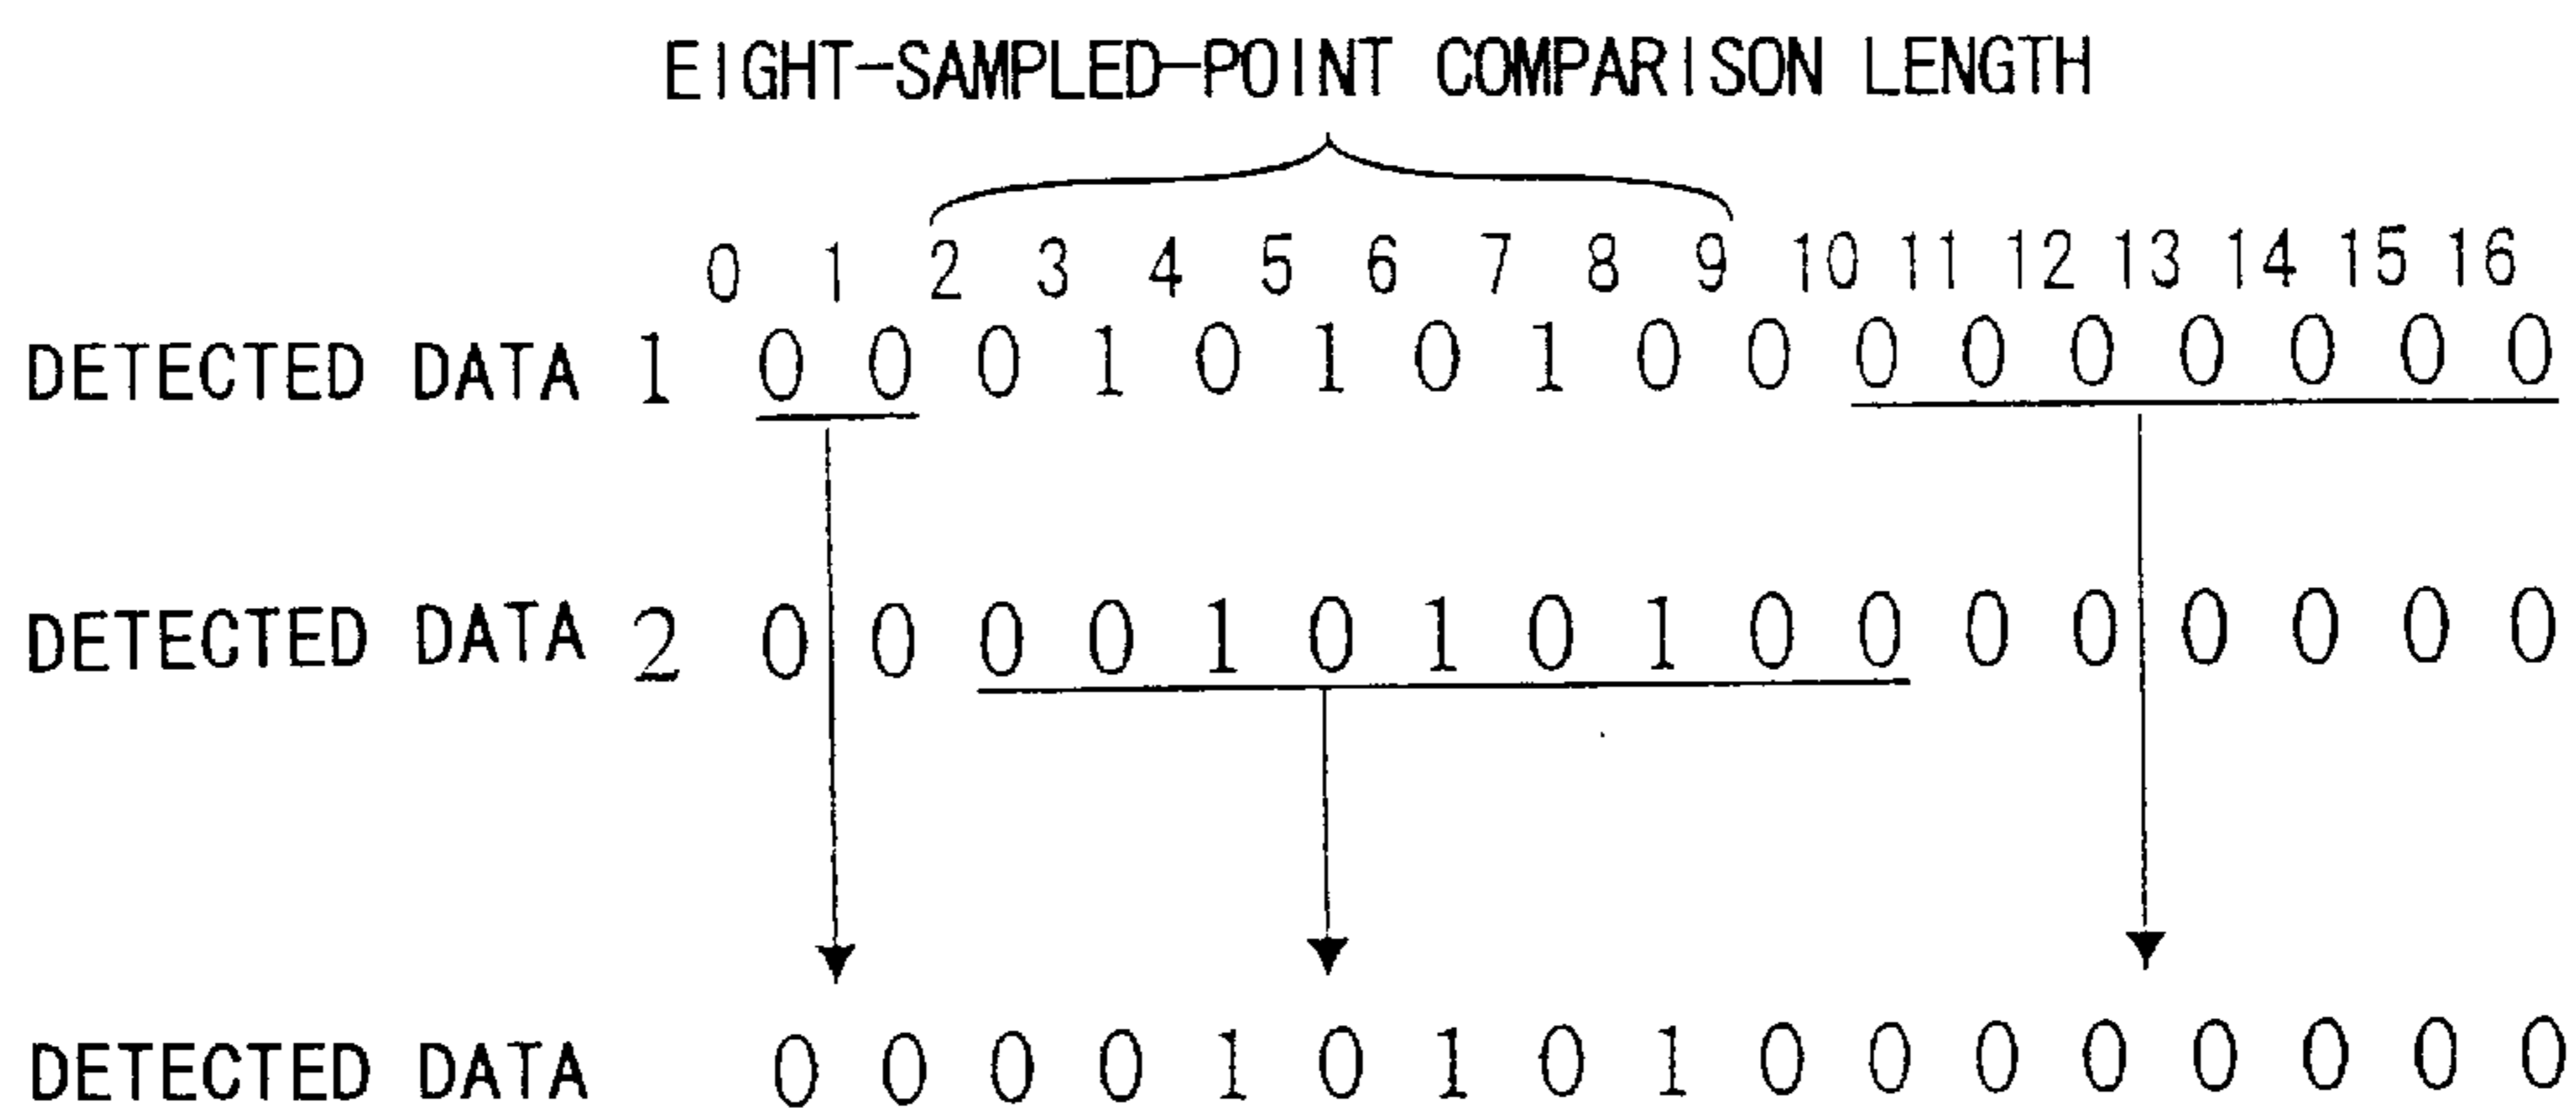 EIGHT-SAMPLED-POINT COMPARISON LENGTH
0 1 2 3 4 5 6 7 8 9 10 11 12 13 14 15 16
DETECTED DATA 1 0 0 0 1 0 1 0 1 0 0 0 0 0 0 0 0 0
DETECTED DATA 2 0 0 0 0 1 0 1 0 1 0 0 0 0 0 0 0 0
DETECTED DATA 0 0 0 0 1 0 1 0 1 0 0 0 0 0 0 0 0